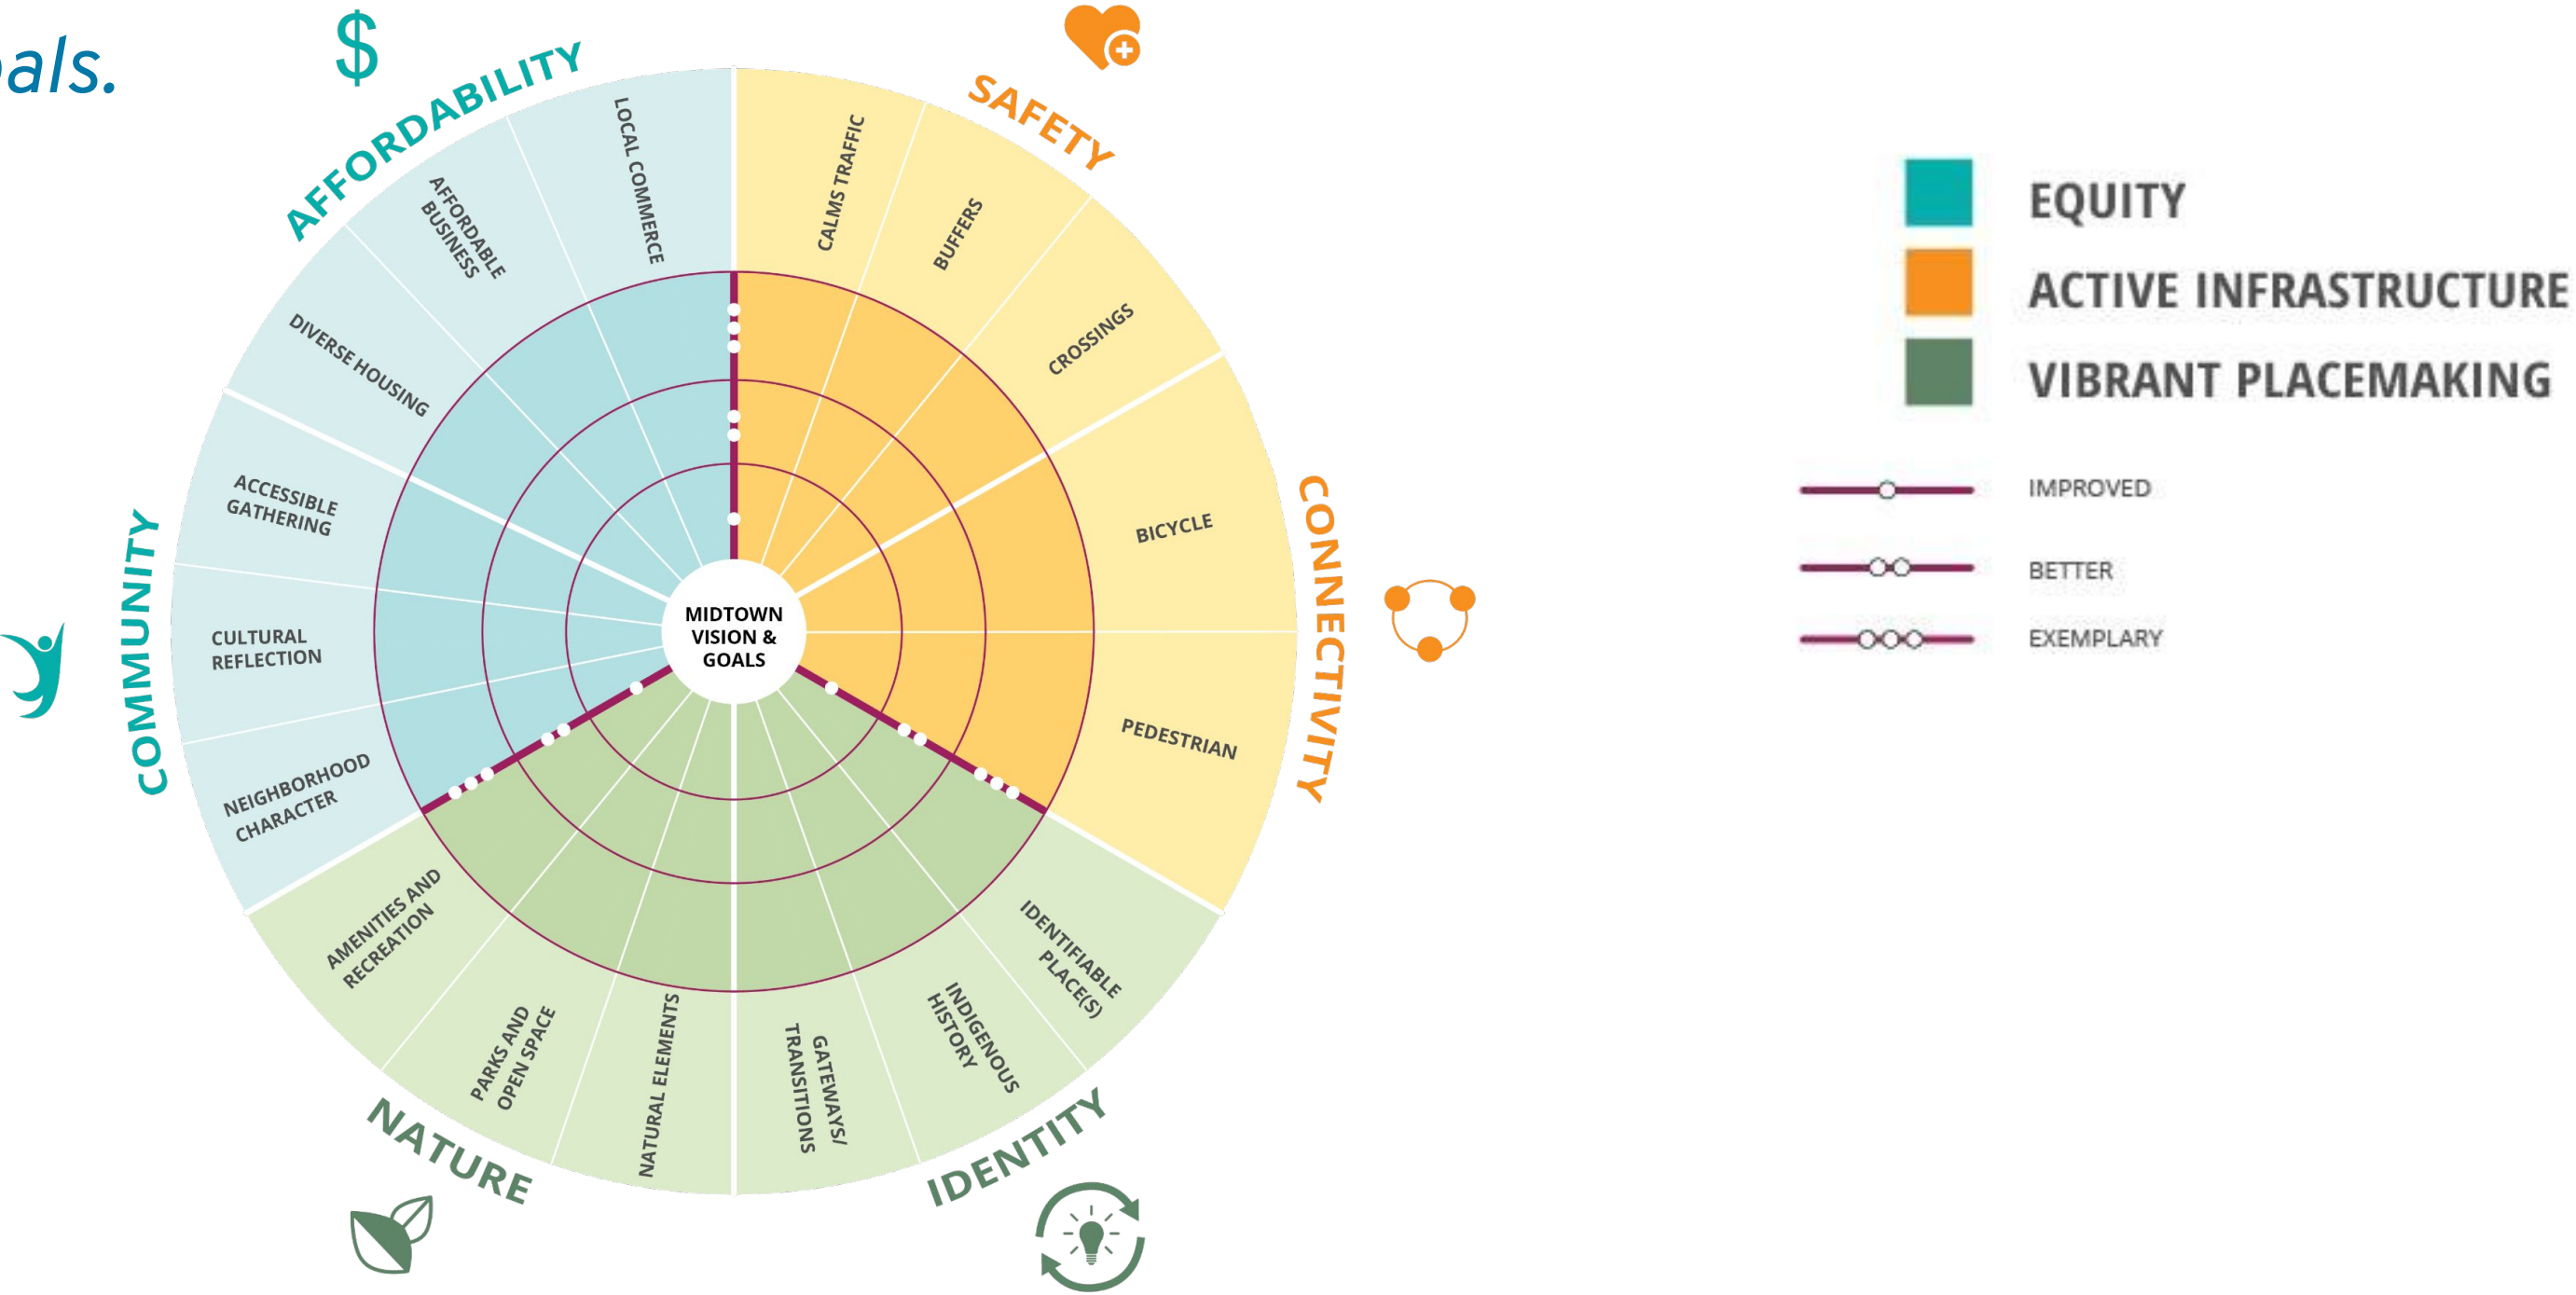 als.
$
AFFORDABILITY
SAFETY
CONNECTIVITY
IDENTITY
NATURE
COMMUNITY
LOCAL COMMERCE
AFFORDABLE
BUSINESS
DIVERSE HOUSING
ACCESSIBLE
GATHERING
CULTURAL
REFLECTION
NEIGHBORHOOD
CHARACTER
CALMS TRAFFIC
BUFFERS
CROSSINGS
BICYCLE
PEDESTRIAN
IDENTIFIABLE
PLACE(S)
INDIGENOUS
HISTORY
GATEWAYS/
TRANSITIONS
NATURAL ELEMENTS
PARKS AND
OPEN SPACE
AMENITIES AND
RECREATION
MIDTOWN
VISION &
GOALS
EQUITY
ACTIVE INFRASTRUCTURE
VIBRANT PLACEMAKING
IMPROVED
BETTER
EXEMPLARY